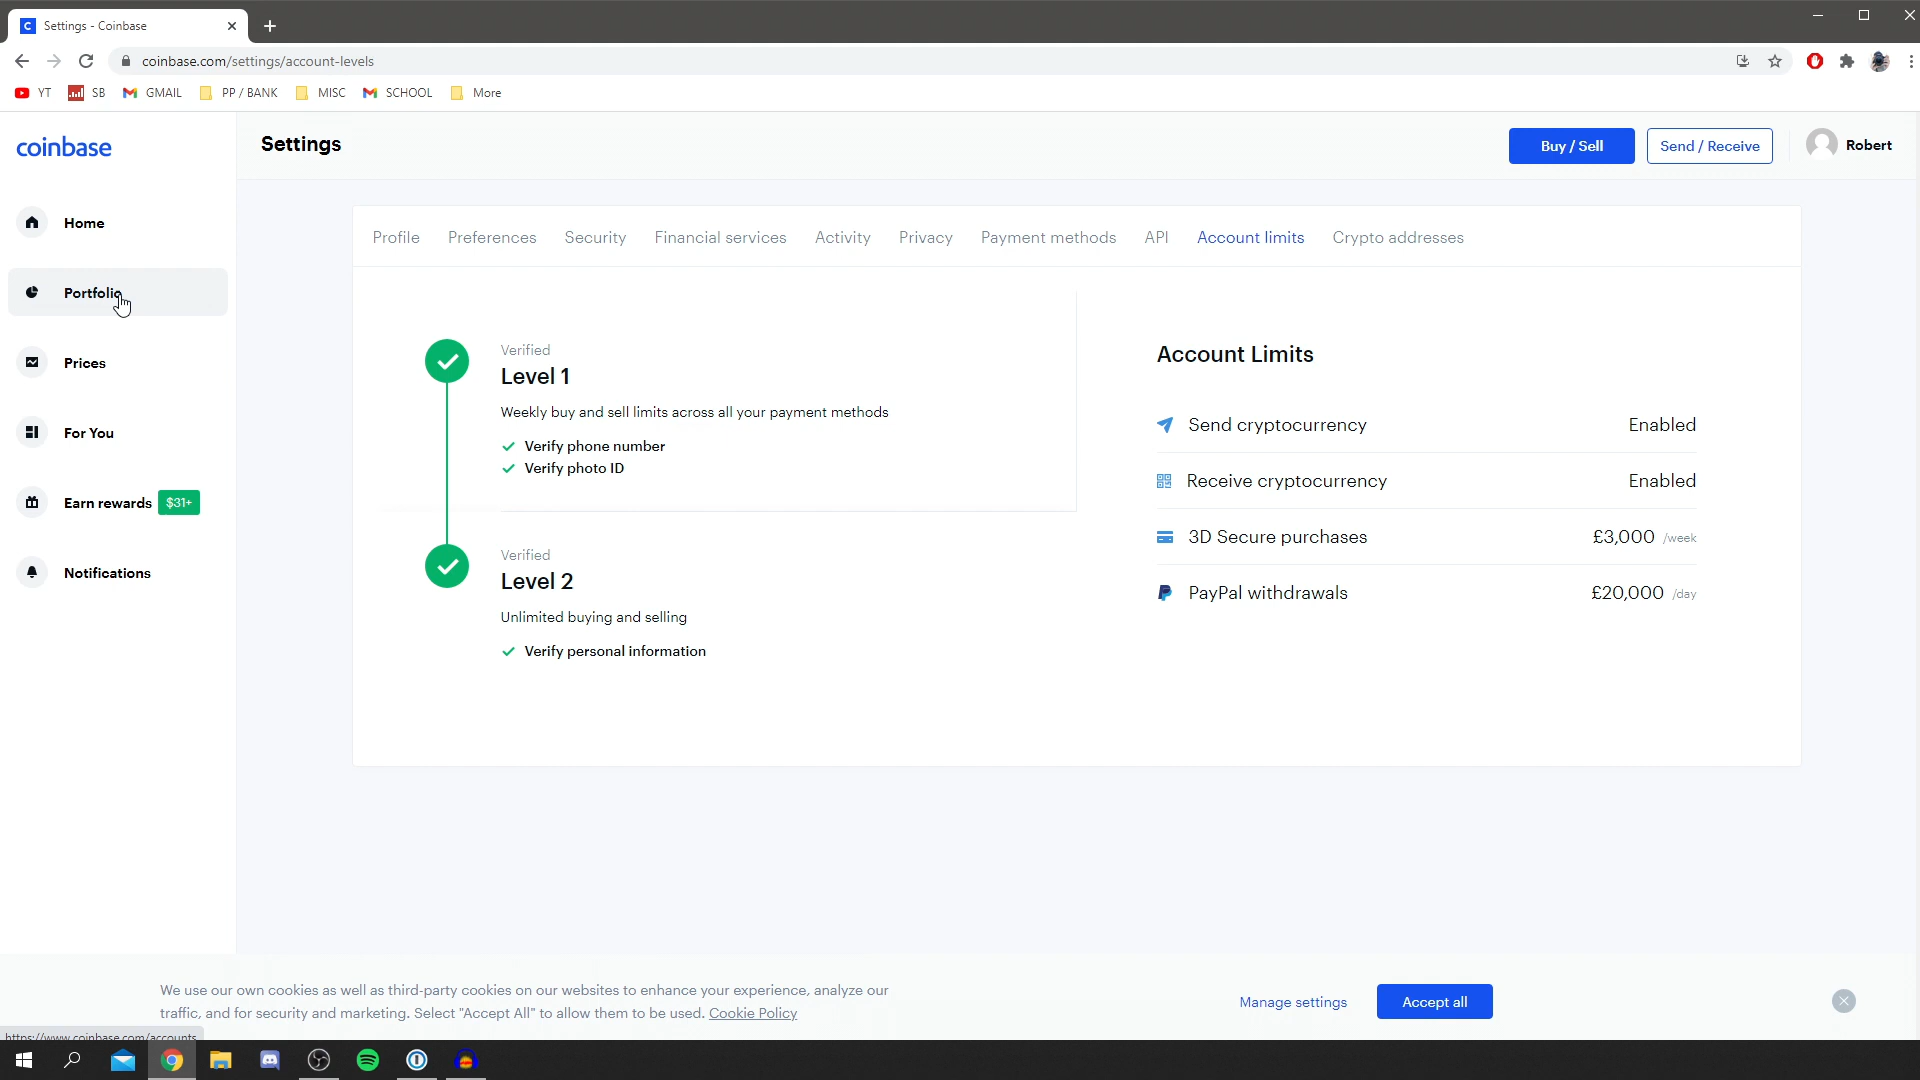 Settings - Coinbase
coinbase.com/settings/account-levels
YT SB GMAIL PP / BANK MISC SCHOOL More
coinbase
Settings
Buy / Sell
Send / Receive
Robert
Home
Portfolio
Prices
For You
Earn rewards $31+
Notifications
Profile Preferences Security Financial services Activity Privacy Payment methods API Account limits Crypto addresses
Verified
Level 1
Weekly buy and sell limits across all your payment methods
Verify phone number
Verify photo ID
Verified
Level 2
Unlimited buying and selling
Verify personal information
Account Limits
Send cryptocurrency Enabled
Receive cryptocurrency Enabled
3D Secure purchases £3,000 /week
PayPal withdrawals £20,000 /day
We use our own cookies as well as third-party cookies on our websites to enhance your experience, analyze our
traffic, and for security and marketing. Select "Accept All" to allow them to be used. Cookie Policy
Manage settings
Accept all
https://www.coinbase.com/accounts